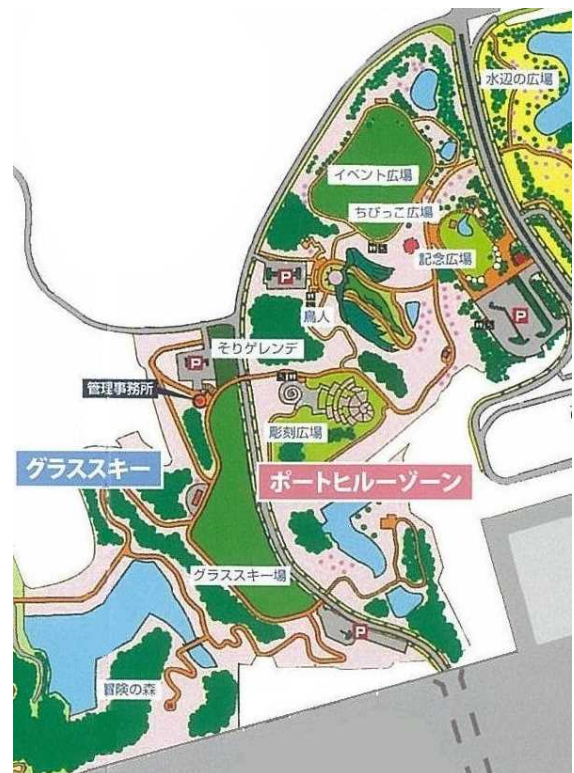 水辺の広場
イベント広場
ちびっこ広場
記念広場
P
鳥人
P
そりゲレンデ
P
管理事務所
彫刻広場
グラススキー
ポートヒルーゾーン
グラススキー場
P
冒険の森